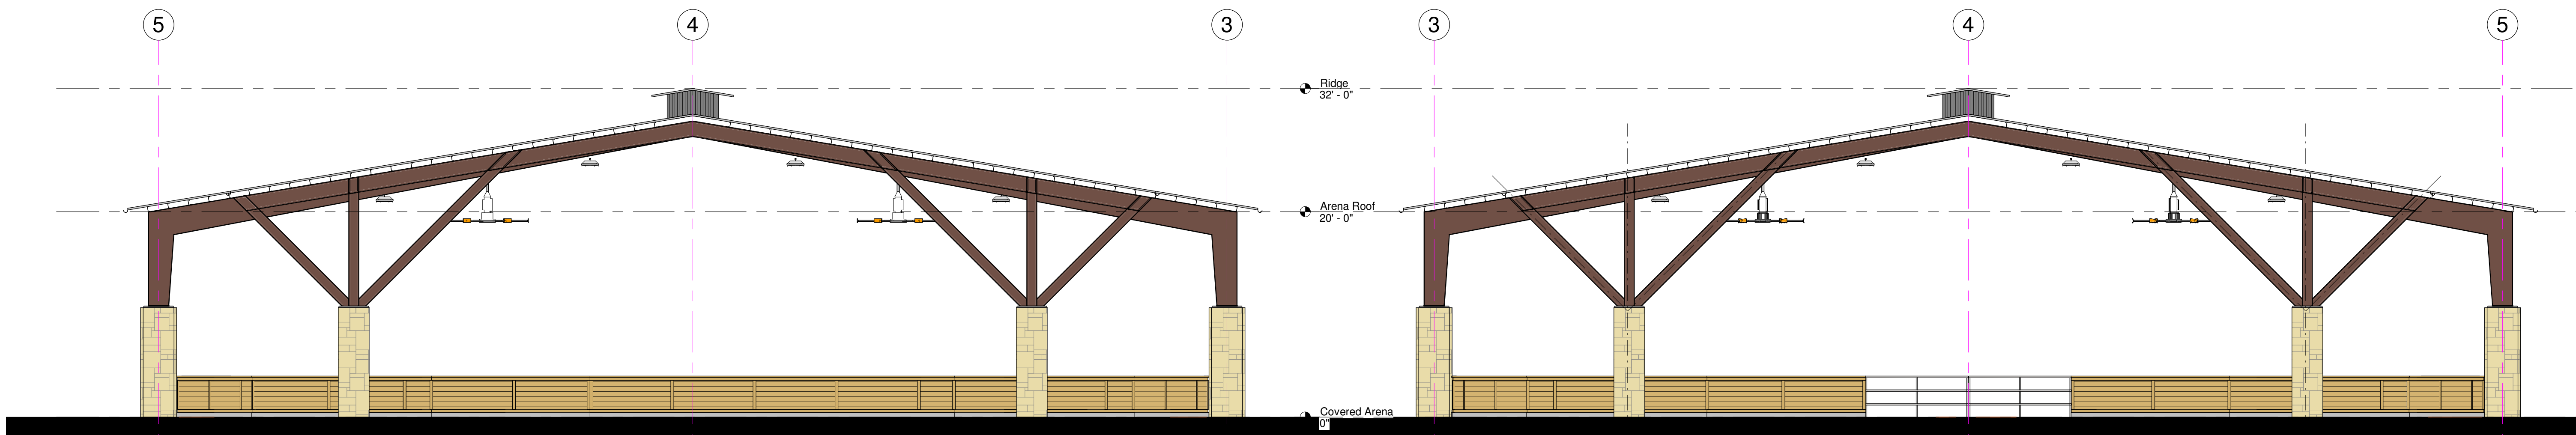 5
4
3
3
4
5
Ridge
32' - 0"
Arena Roof
20' - 0"
Covered Arena
0"